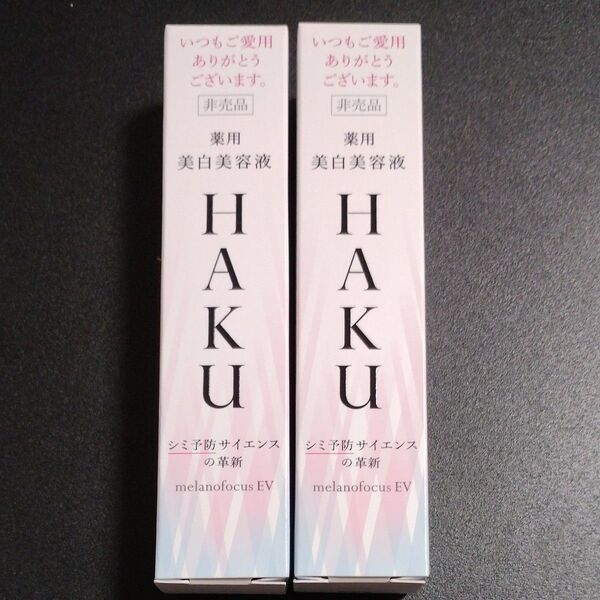 いつもご愛用
ありがとう
ございます。
非売品
薬用
美白美容液
HAKU
シミ予防サイエンス
の革新
melanofocus EV
いつもご愛用
ありがとう
ございます。
非売品
薬用
美白美容液
HAKU
シミ予防サイエンス
の革新
melanofocus EV